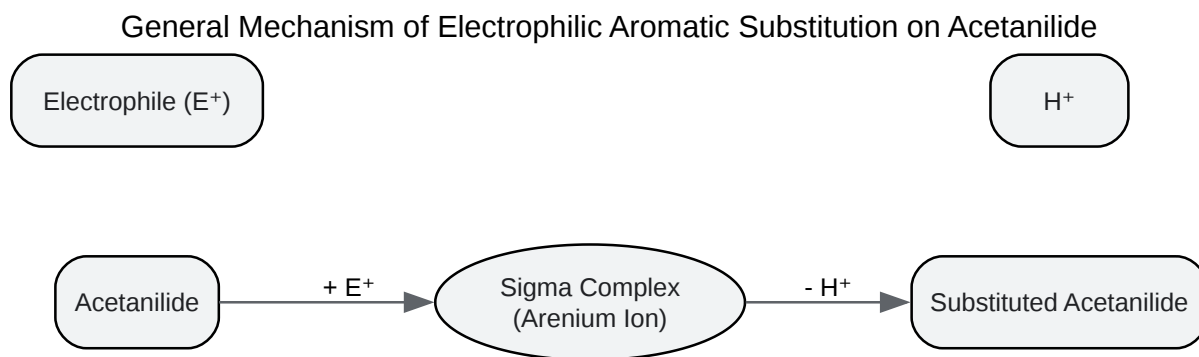 General Mechanism of Electrophilic Aromatic Substitution on Acetanilide
Electrophile (E⁺)
H⁺
Acetanilide
+ E⁺
Sigma Complex
(Arenium Ion)
- H⁺
Substituted Acetanilide